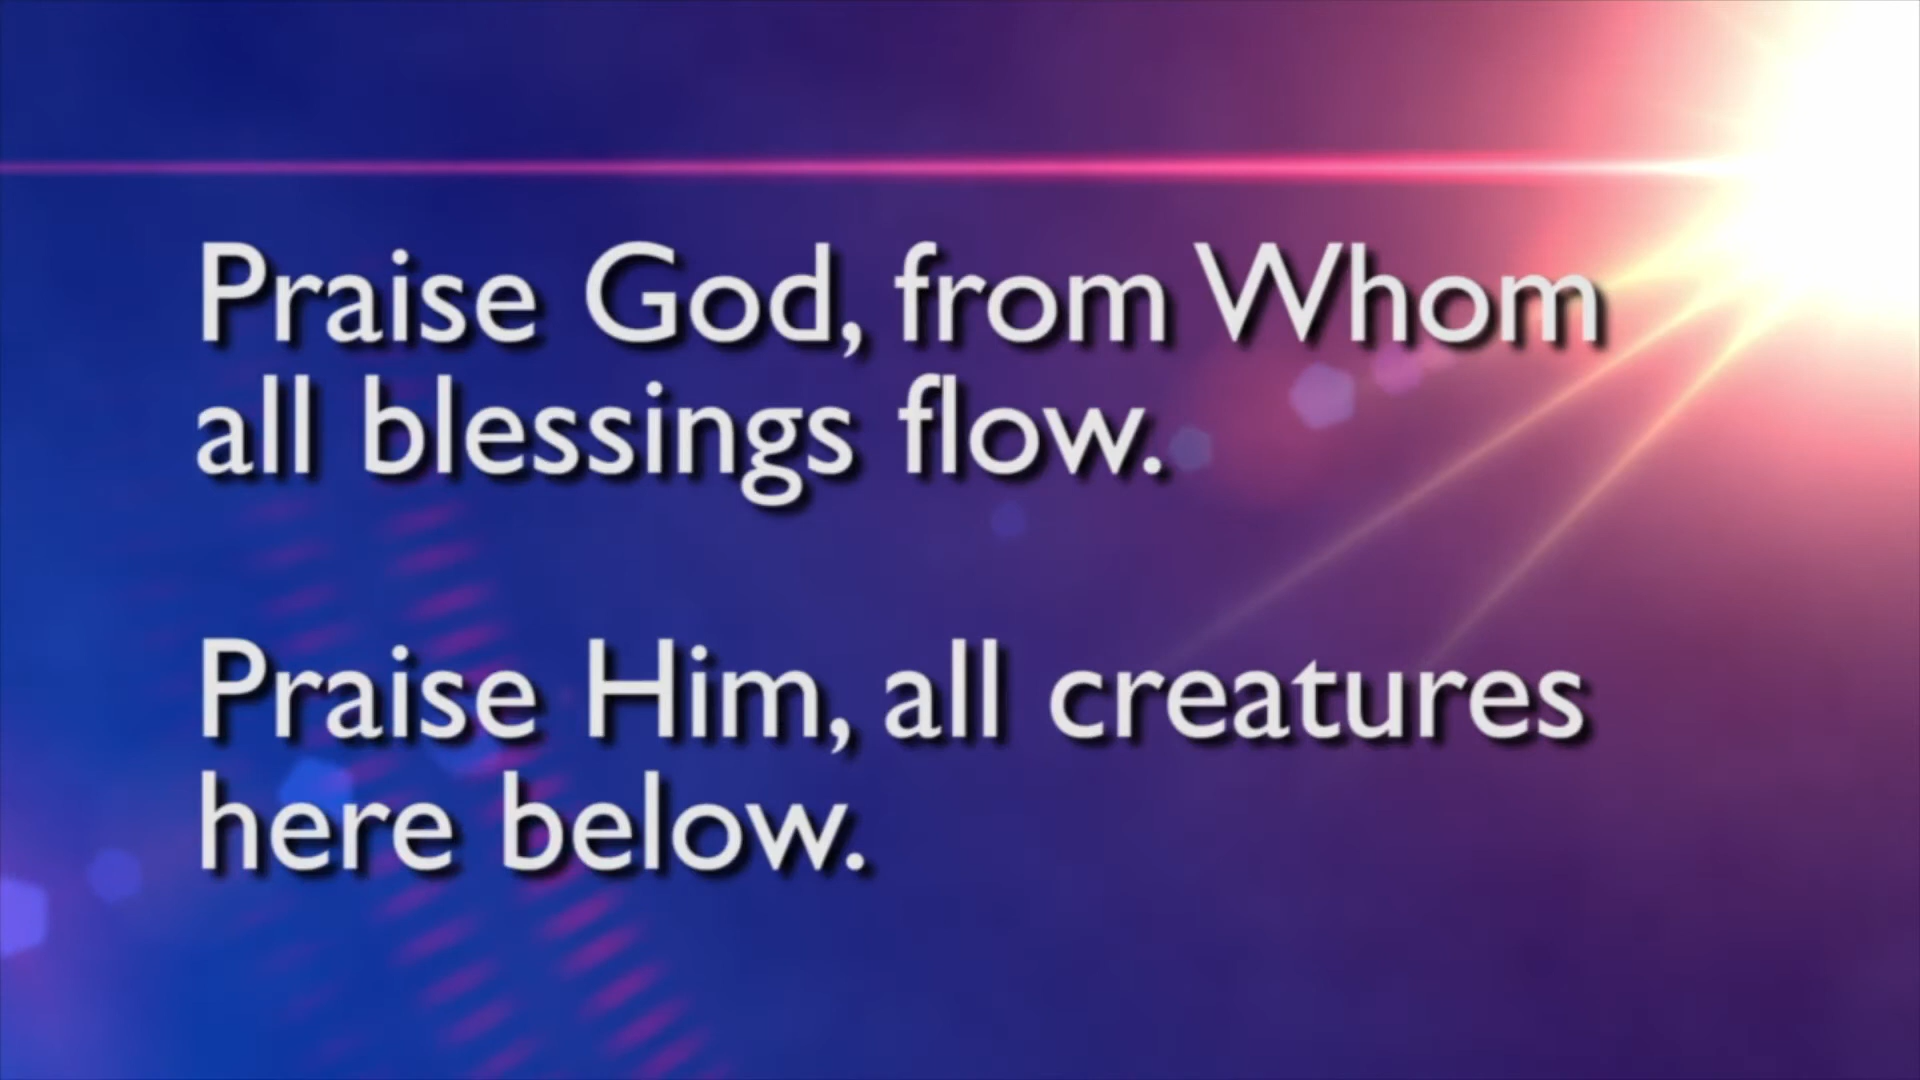 Praise God, from Whom
all blessings flow.
Praise Him, all creatures
here below.